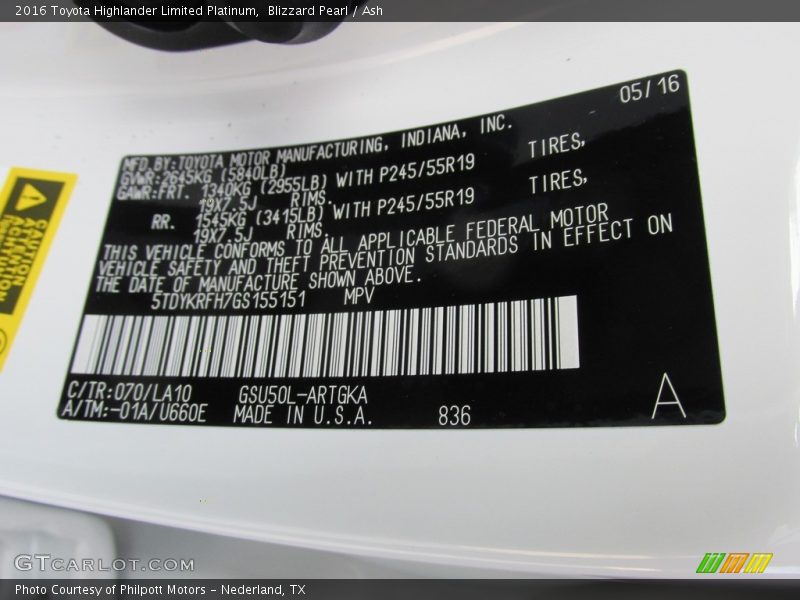 2016 Toyota Highlander Limited Platinum, Blizzard Pearl / Ash
05/16
MFD.BY:TOYOTA MOTOR MANUFACTURING, INDIANA, INC.
GVWR:2645KG (5840LB)
GAWR:FRT. 1340KG (2955LB) WITH P245/55R19 TIRES,
19X7.5J RIMS.
RR. 1545KG (3415LB) WITH P245/55R19 TIRES,
19X7.5J RIMS.
THIS VEHICLE CONFORMS TO ALL APPLICABLE FEDERAL MOTOR
VEHICLE SAFETY AND THEFT PREVENTION STANDARDS IN EFFECT ON
THE DATE OF MANUFACTURE SHOWN ABOVE.
5TDYKRFH7GS155151 MPV
C/TR:070/LA10 GSU50L-ARTGKA
A/TM:-01A/U660E MADE IN U.S.A. 836
A
CAUTION
ATTENTION
GTCARLOT.COM
Photo Courtesy of Philpott Motors - Nederland, TX